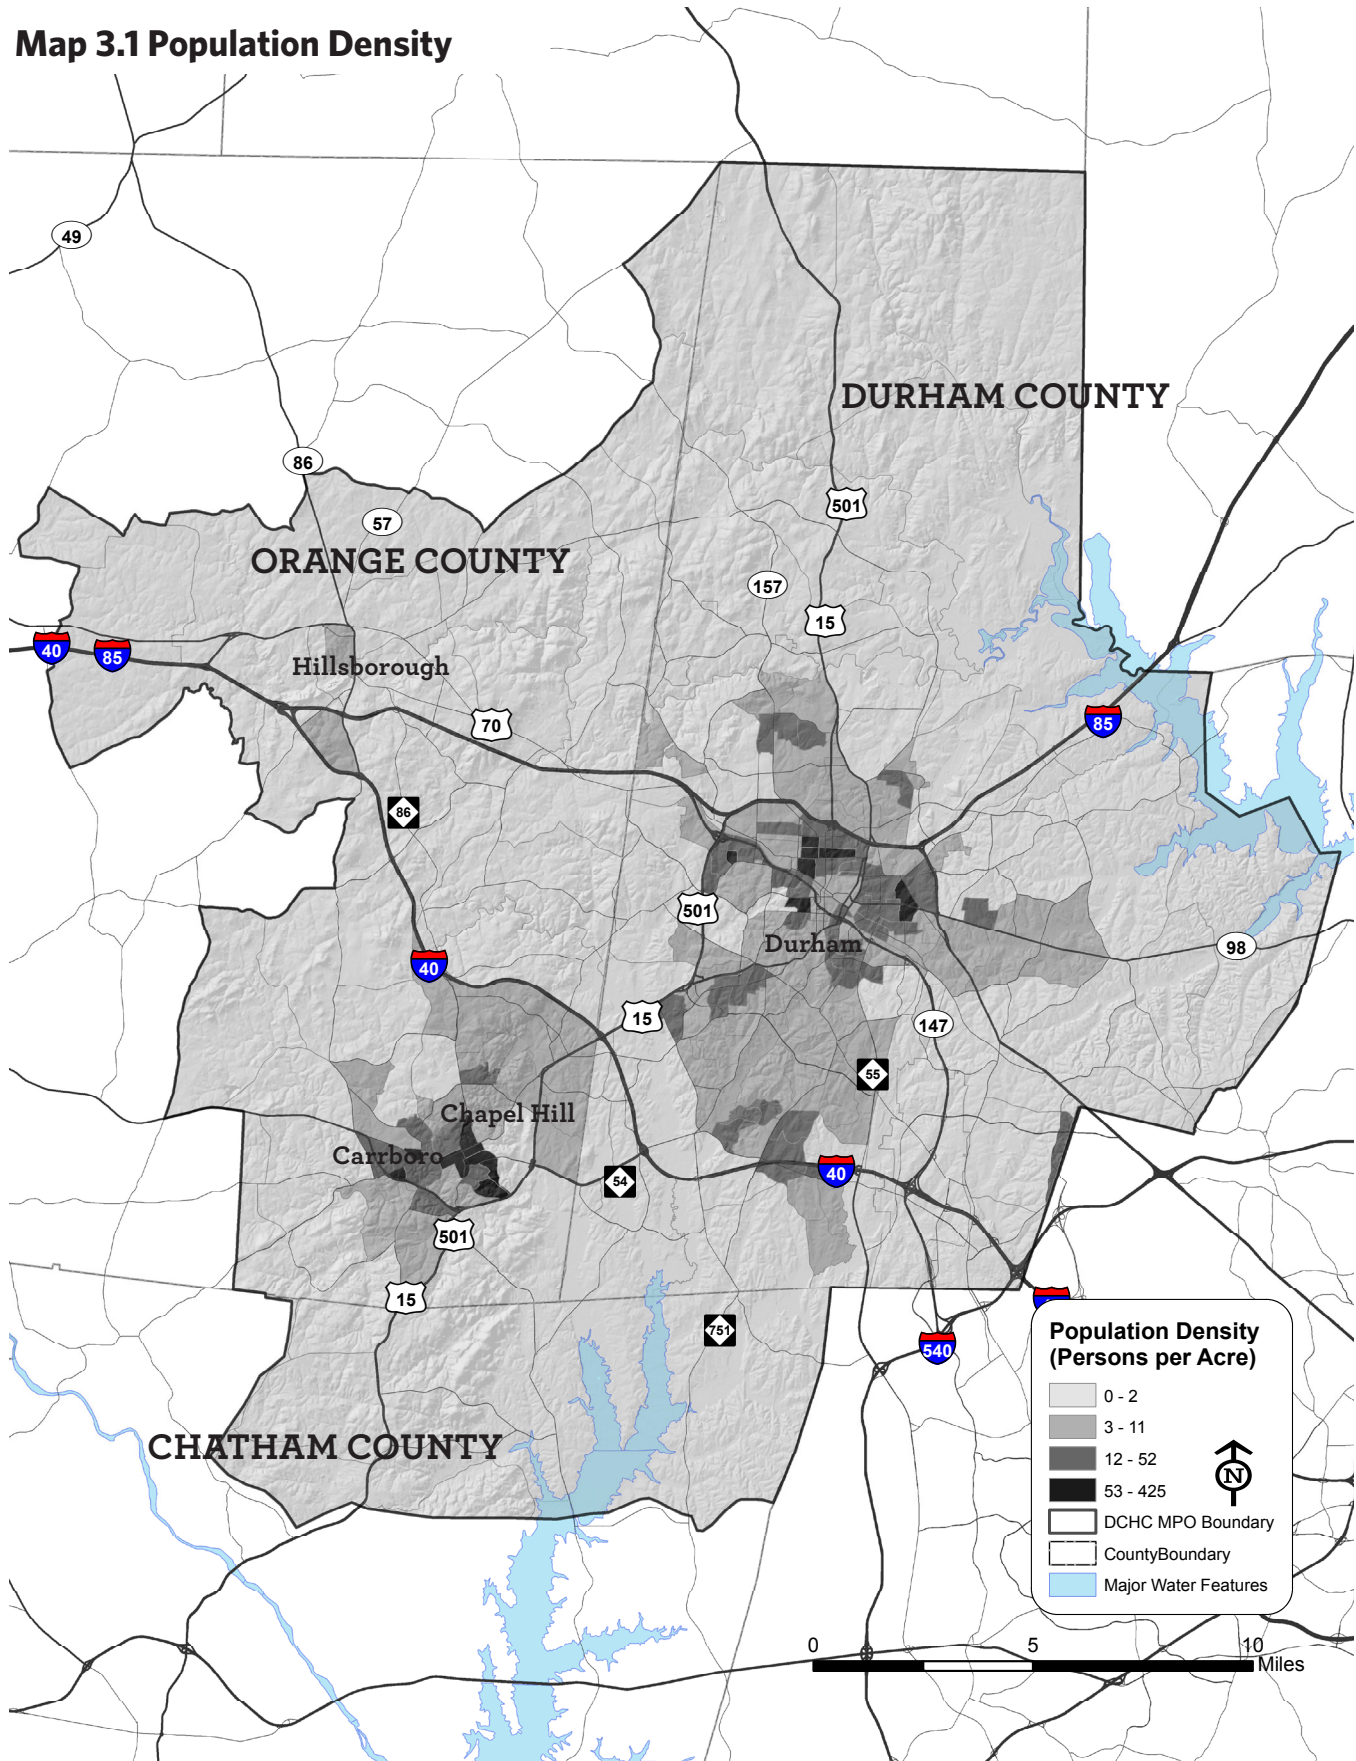 Map 3.1 Population Density
49
DURHAM COUNTY
86
501
57
ORANGE COUNTY
157
15
40
85
Hillsborough
70
85
86
501
Durham
98
40
15
147
55
Chapel Hill
Carrboro
40
54
501
15
751
540
CHATHAM COUNTY
Population Density
(Persons per Acre)
0 - 2
3 - 11
12 - 52
53 - 425
N
DCHC MPO Boundary
CountyBoundary
Major Water Features
0 5 10
Miles